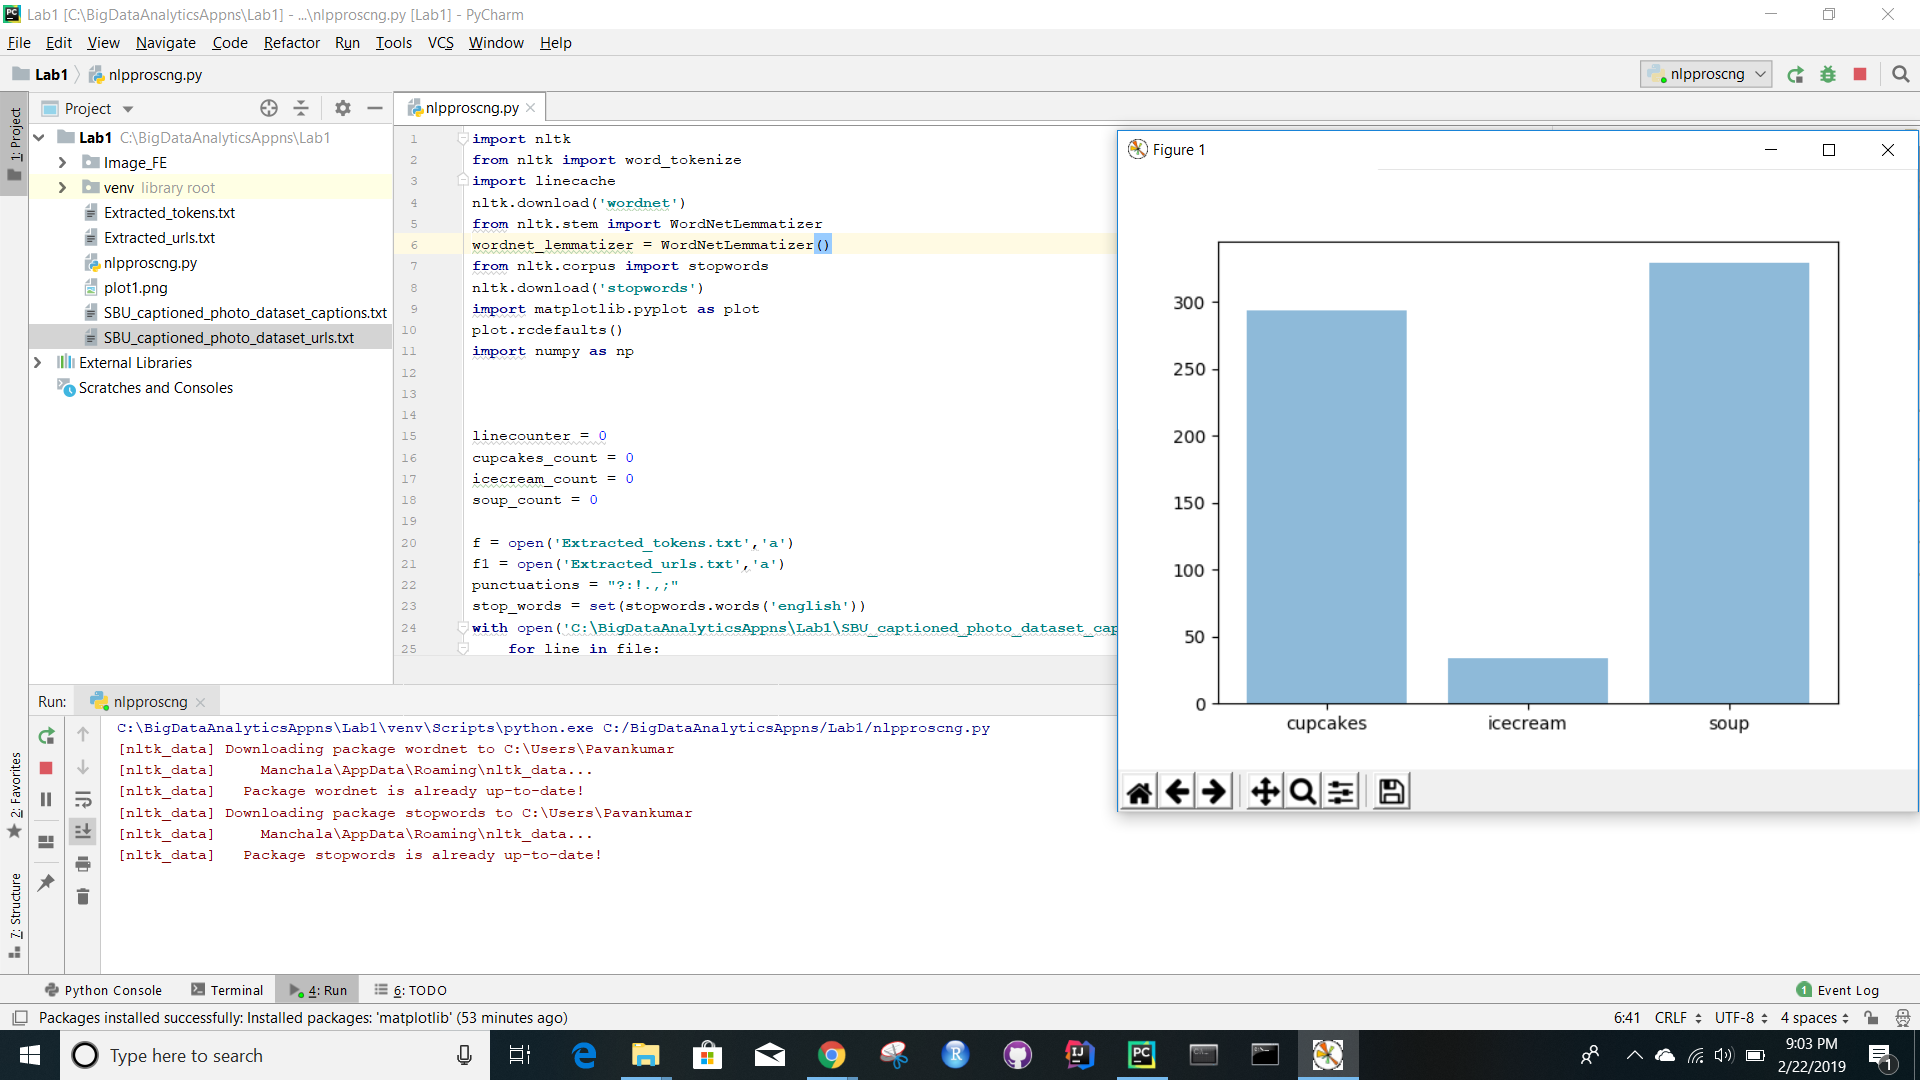 Lab1 [C:\BigDataAnalyticsAppns\Lab1] - ...\nlpproscng.py [Lab1] - PyCharm
File Edit View Navigate Code Refactor Run Tools VCS Window Help
Lab1 nlpproscng.py
nlpproscng
Project
nlpproscng.py
1: Project
Lab1 C:\BigDataAnalyticsAppns\Lab1
Image_FE
venv library root
Extracted_tokens.txt
Extracted_urls.txt
nlpproscng.py
plot1.png
SBU_captioned_photo_dataset_captions.txt
SBU_captioned_photo_dataset_urls.txt
External Libraries
Scratches and Consoles
1 import nltk
2 from nltk import word_tokenize
3 import linecache
4 nltk.download('wordnet')
5 from nltk.stem import WordNetLemmatizer
6 wordnet_lemmatizer = WordNetLemmatizer()
7 from nltk.corpus import stopwords
8 nltk.download('stopwords')
9 import matplotlib.pyplot as plot
10 plot.rcdefaults()
11 import numpy as np
12
13
14
15 linecounter = 0
16 cupcakes_count = 0
17 icecream_count = 0
18 soup_count = 0
19
20 f = open('Extracted_tokens.txt','a')
21 f1 = open('Extracted_urls.txt','a')
22 punctuations = "?:!.,;"
23 stop_words = set(stopwords.words('english'))
24 with open('C:\BigDataAnalyticsAppns\Lab1\SBU_captioned_photo_dataset_cap
25 for line in file:
Figure 1
300
250
200
150
100
50
0
cupcakes icecream soup
Run: nlpproscng
C:\BigDataAnalyticsAppns\Lab1\venv\Scripts\python.exe C:/BigDataAnalyticsAppns/Lab1/nlpproscng.py
[nltk_data] Downloading package wordnet to C:\Users\Pavankumar
[nltk_data] Manchala\AppData\Roaming\nltk_data...
[nltk_data] Package wordnet is already up-to-date!
[nltk_data] Downloading package stopwords to C:\Users\Pavankumar
[nltk_data] Manchala\AppData\Roaming\nltk_data...
[nltk_data] Package stopwords is already up-to-date!
2: Favorites
7: Structure
Python Console Terminal 4: Run 6: TODO
1 Event Log
Packages installed successfully: Installed packages: 'matplotlib' (53 minutes ago)
6:41 CRLF UTF-8 4 spaces
Type here to search
9:03 PM
2/22/2019
1